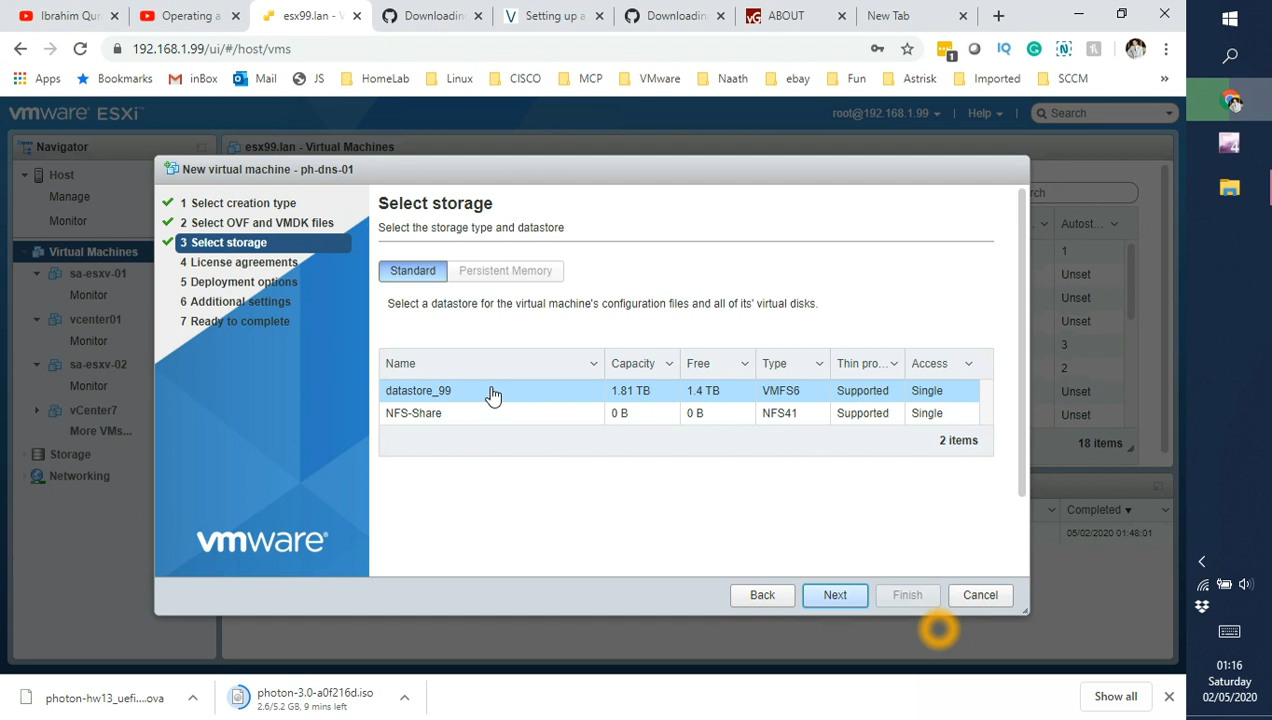 Ibrahim Qur
Operating a
esx99.lan - V
Downloadin
Setting up a
Downloadin
ABOUT
New Tab
192.168.1.99/ui/#/host/vms
Apps
Bookmarks
inBox
Mail
JS
HomeLab
Linux
CISCO
MCP
VMware
Naath
ebay
Fun
Astrisk
Imported
SCCM
»
vmware ESXi™
root@192.168.1.99
Help
Search
Navigator
esx99.lan - Virtual Machines
Host
Manage
Monitor
Virtual Machines
sa-esxv-01
Monitor
vcenter01
Monitor
sa-esxv-02
Monitor
vCenter7
More VMs...
Storage
Networking
New virtual machine - ph-dns-01
1 Select creation type
2 Select OVF and VMDK files
3 Select storage
4 License agreements
5 Deployment options
6 Additional settings
7 Ready to complete
vmware®
Select storage
Select the storage type and datastore
Standard
Persistent Memory
Select a datastore for the virtual machine's configuration files and all of its' virtual disks.
Name Capacity Free Type Thin pro... Access
datastore_99 1.81 TB 1.4 TB VMFS6 Supported Single
NFS-Share 0 B 0 B NFS41 Supported Single
2 items
Back
Next
Finish
Cancel
rch
Autost...
1
Unset
Unset
Unset
3
2
Unset
Unset
18 items
Completed
05/02/2020 01:48:01
photon-hw13_uefi....ova
photon-3.0-a0f216d.iso
2.6/5.2 GB, 9 mins left
Show all
01:16
Saturday
02/05/2020